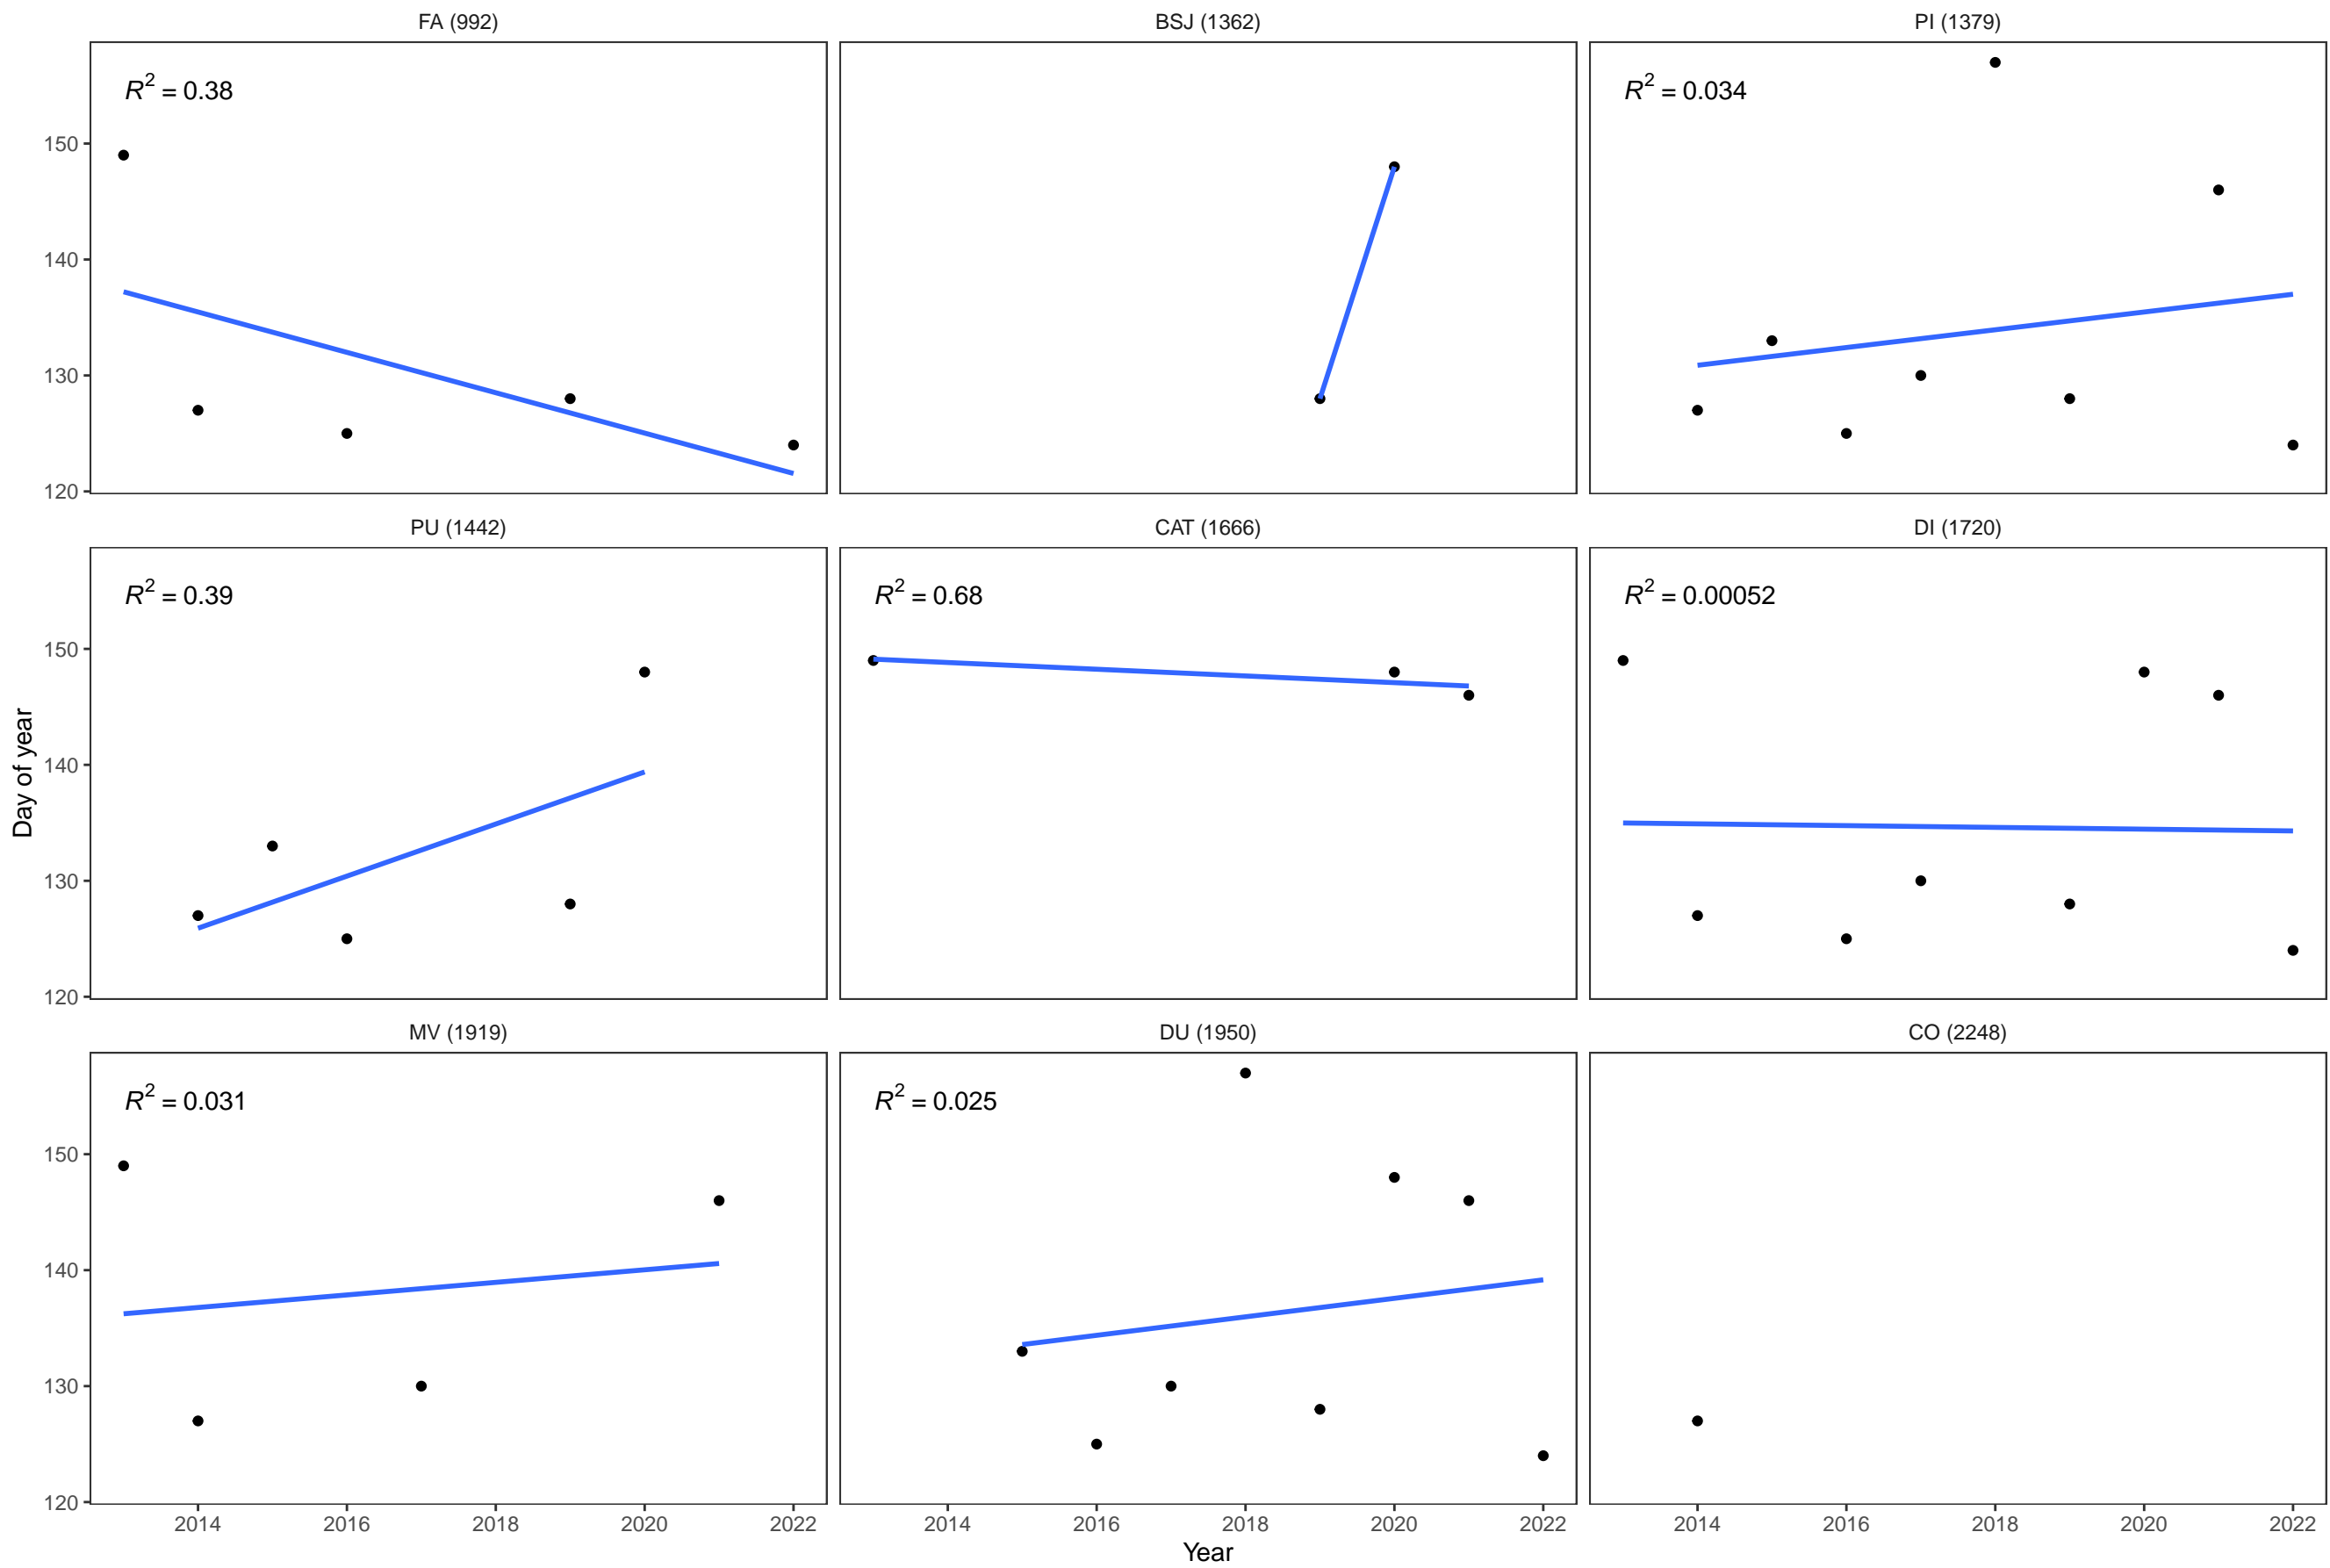 FA (992)
BSJ (1362)
PI (1379)
R² = 0.38
R² = 0.034
150
140
130
120
PU (1442)
CAT (1666)
DI (1720)
R² = 0.39
R² = 0.68
R² = 0.00052
150
140
130
120
Day of year
MV (1919)
DU (1950)
CO (2248)
R² = 0.031
R² = 0.025
150
140
130
120
2014 2016 2018 2020 2022
2014 2016 2018 2020 2022
2014 2016 2018 2020 2022
Year